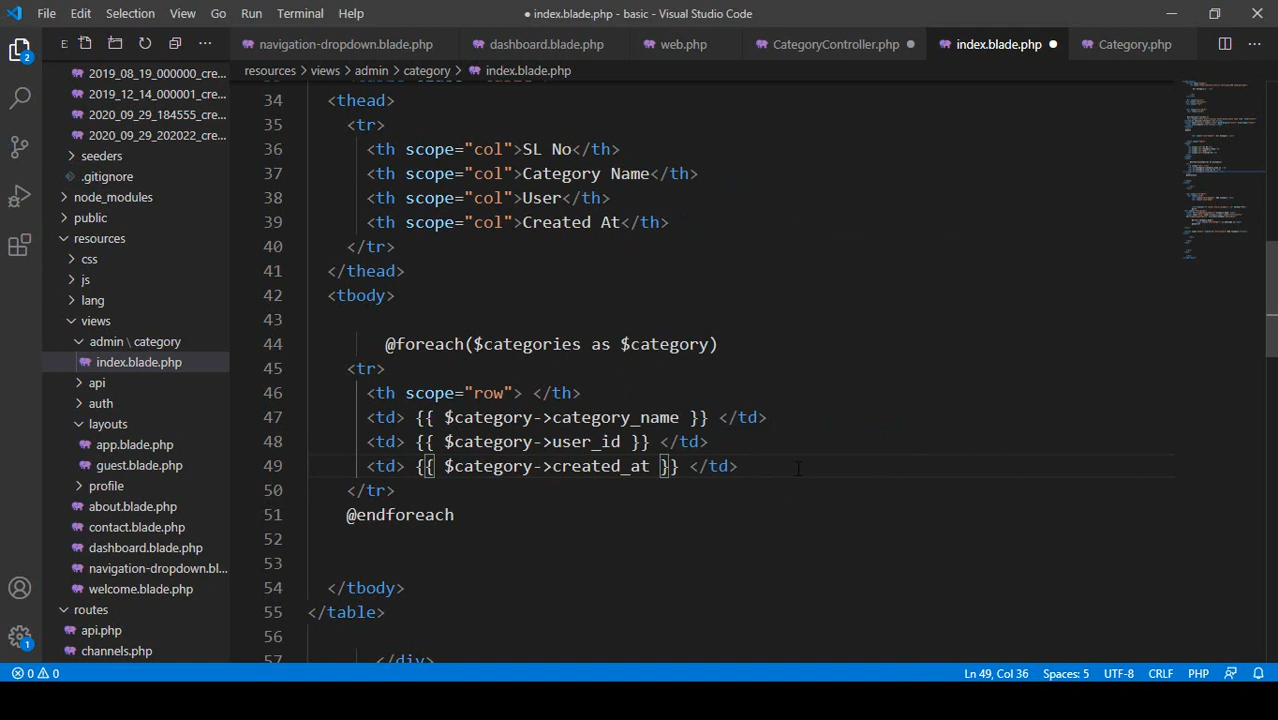 File Edit Selection View Go Run Terminal Help
● index.blade.php - basic - Visual Studio Code
E
navigation-dropdown.blade.php
dashboard.blade.php
web.php
CategoryController.php
index.blade.php
Category.php
resources > views > admin > category > index.blade.php
2019_08_19_000000_cre...
2019_12_14_000001_cre...
2020_09_29_184555_cre...
2020_09_29_202022_cre...
seeders
.gitignore
node_modules
public
resources
css
js
lang
views
admin \ category
index.blade.php
api
auth
layouts
app.blade.php
guest.blade.php
profile
about.blade.php
contact.blade.php
dashboard.blade.php
navigation-dropdown.bl...
welcome.blade.php
routes
api.php
channels.php
34 <thead>
35 <tr>
36 <th scope="col">SL No</th>
37 <th scope="col">Category Name</th>
38 <th scope="col">User</th>
39 <th scope="col">Created At</th>
40 </tr>
41 </thead>
42 <tbody>
43
44 @foreach($categories as $category)
45 <tr>
46 <th scope="row"> </th>
47 <td> {{ $category->category_name }} </td>
48 <td> {{ $category->user_id }} </td>
49 <td> {{ $category->created_at }} </td>
50 </tr>
51 @endforeach
52
53
54 </tbody>
55 </table>
56
57 </div>
2
1
0 0
Ln 49, Col 36 Spaces: 5 UTF-8 CRLF PHP